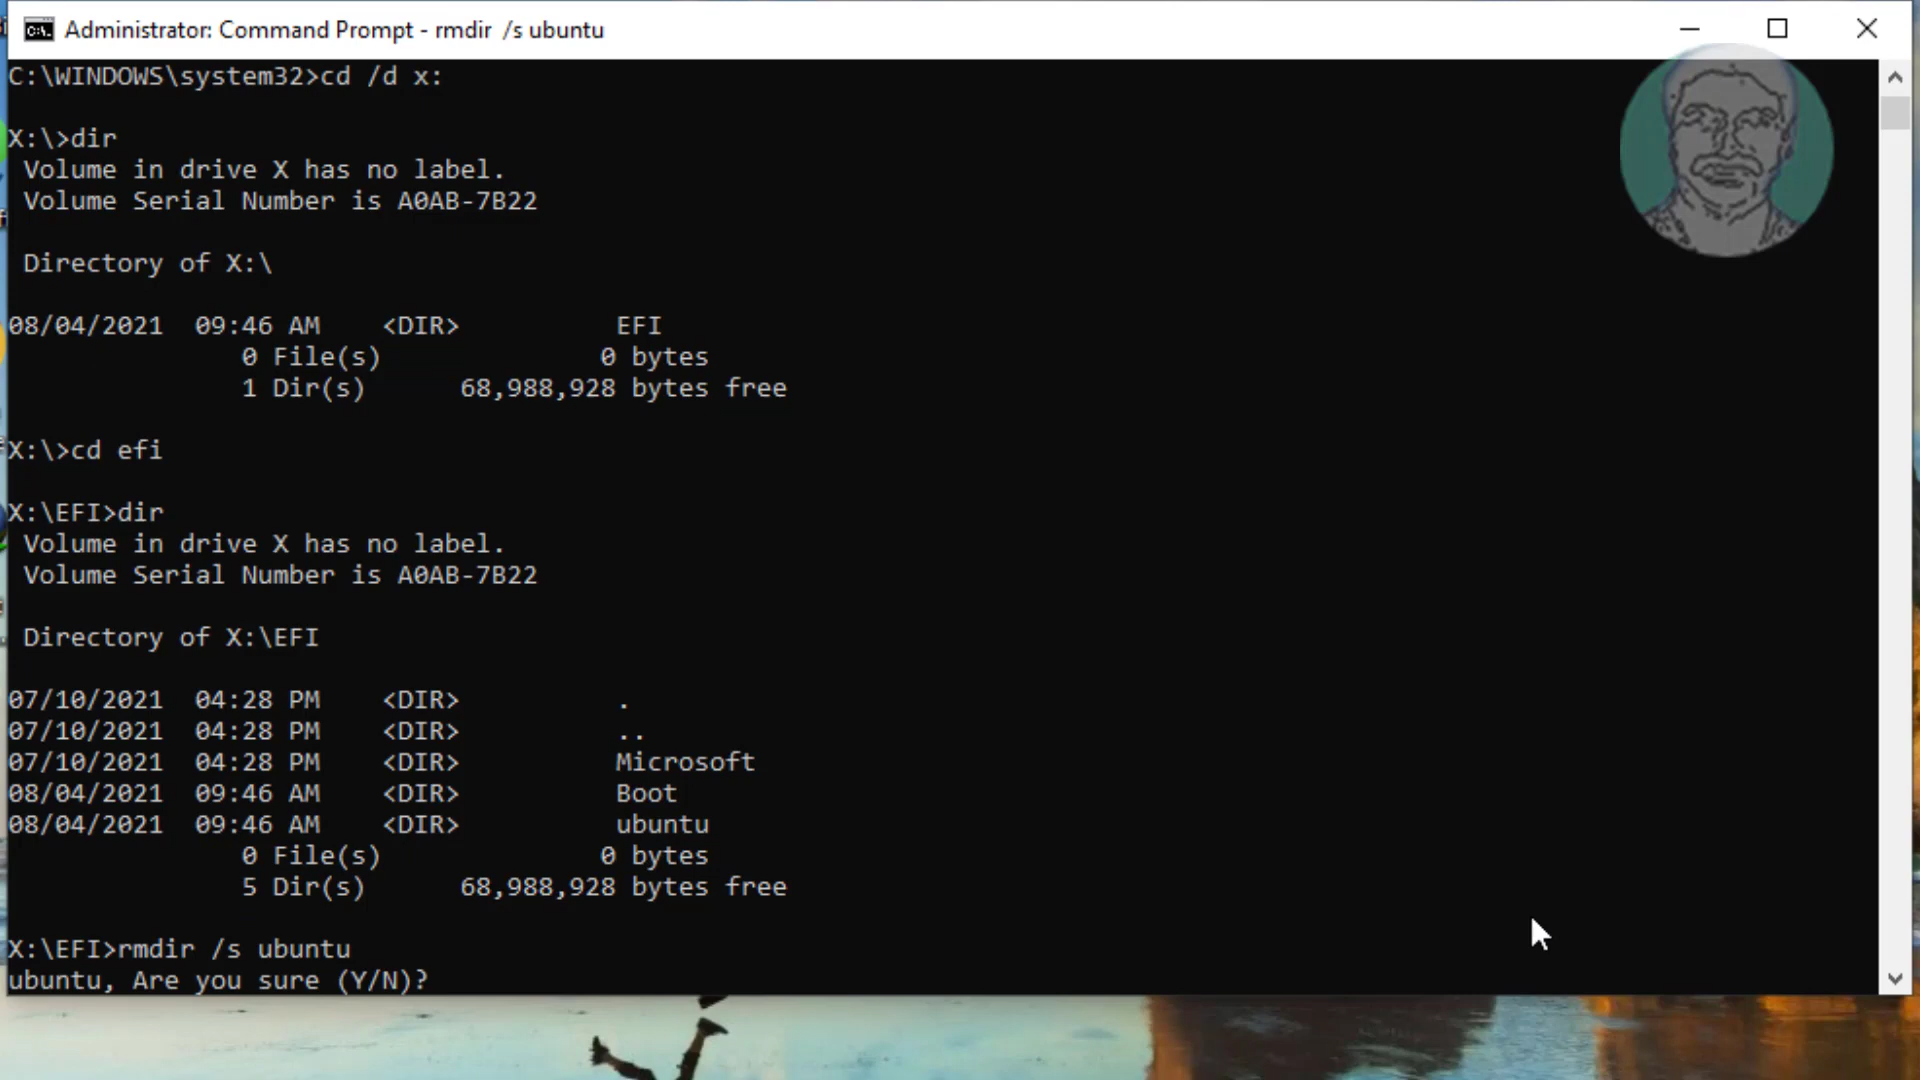 Administrator: Command Prompt - rmdir /s ubuntu
C:\WINDOWS\system32>cd /d x:
X:\>dir
Volume in drive X has no label.
Volume Serial Number is A0AB-7B22
Directory of X:\
08/04/2021  09:46 AM    <DIR>          EFI
0 File(s)              0 bytes
1 Dir(s)      68,988,928 bytes free
X:\>cd efi
X:\EFI>dir
Volume in drive X has no label.
Volume Serial Number is A0AB-7B22
Directory of X:\EFI
07/10/2021  04:28 PM    <DIR>          .
07/10/2021  04:28 PM    <DIR>          ..
07/10/2021  04:28 PM    <DIR>          Microsoft
08/04/2021  09:46 AM    <DIR>          Boot
08/04/2021  09:46 AM    <DIR>          ubuntu
0 File(s)              0 bytes
5 Dir(s)      68,988,928 bytes free
X:\EFI>rmdir /s ubuntu
ubuntu, Are you sure (Y/N)?